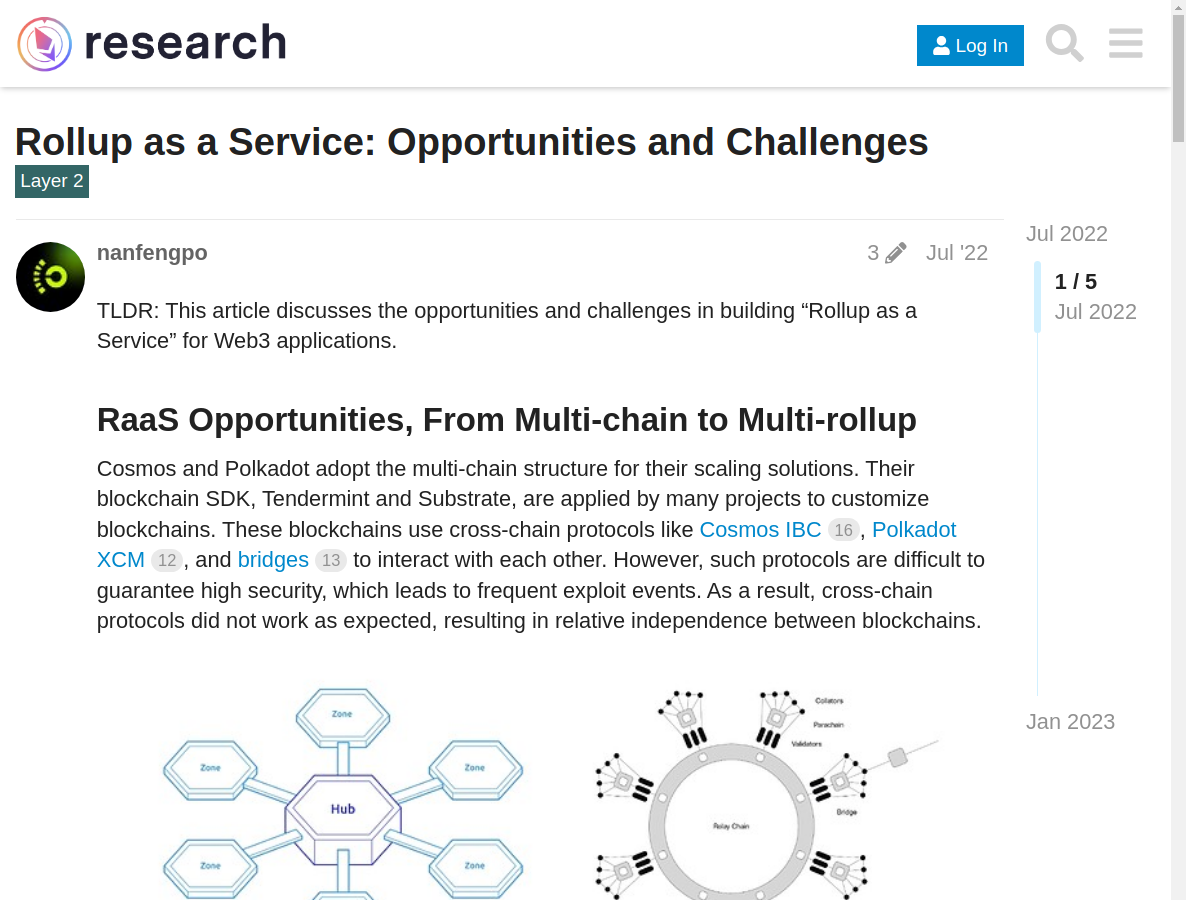 research
Log In
Rollup as a Service: Opportunities and Challenges
Layer 2
nanfengpo
3
Jul '22
Jul 2022
1 / 5
Jul 2022
TLDR: This article discusses the opportunities and challenges in building “Rollup as a
Service” for Web3 applications.
RaaS Opportunities, From Multi-chain to Multi-rollup
Cosmos and Polkadot adopt the multi-chain structure for their scaling solutions. Their
blockchain SDK, Tendermint and Substrate, are applied by many projects to customize
blockchains. These blockchains use cross-chain protocols like Cosmos IBC 16 , Polkadot
XCM 12 , and bridges 13 to interact with each other. However, such protocols are difficult to
guarantee high security, which leads to frequent exploit events. As a result, cross-chain
protocols did not work as expected, resulting in relative independence between blockchains.
Jan 2023
Zone
Zone
Zone
Hub
Zone
Zone
Collators
Parachain
Validators
Bridge
Relay Chain